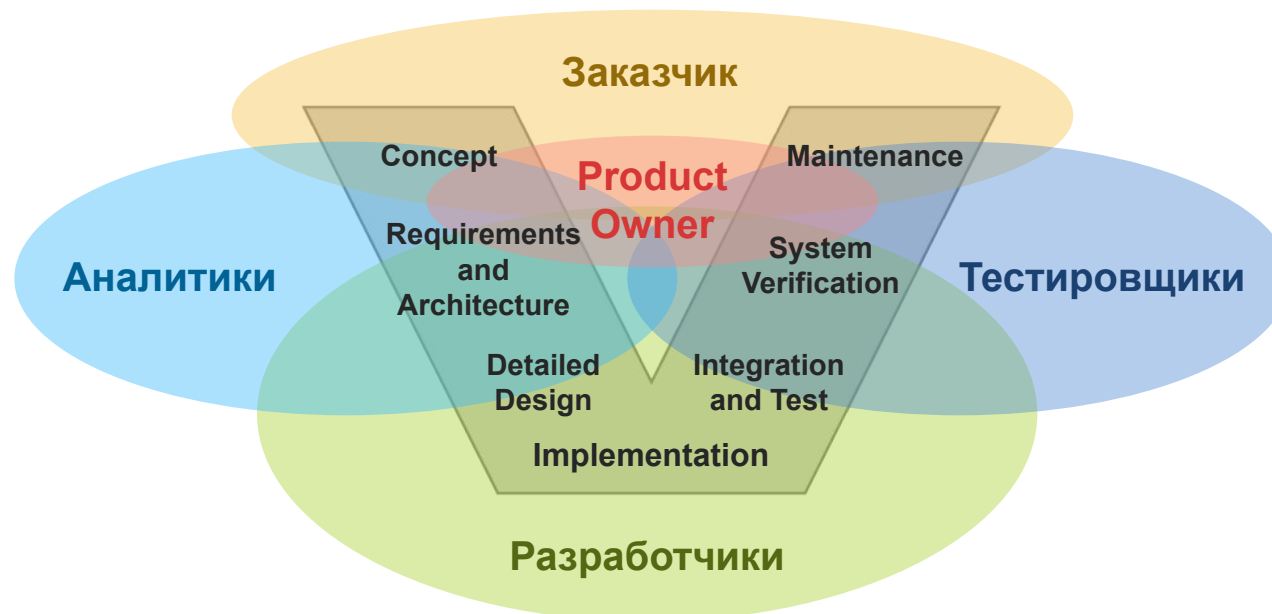 Заказчик
Concept
Product
Owner
Maintenance
Requirements
and
Architecture
System
Verification
Аналитики
Тестировщики
Detailed
Design
Integration
and Test
Implementation
Разработчики